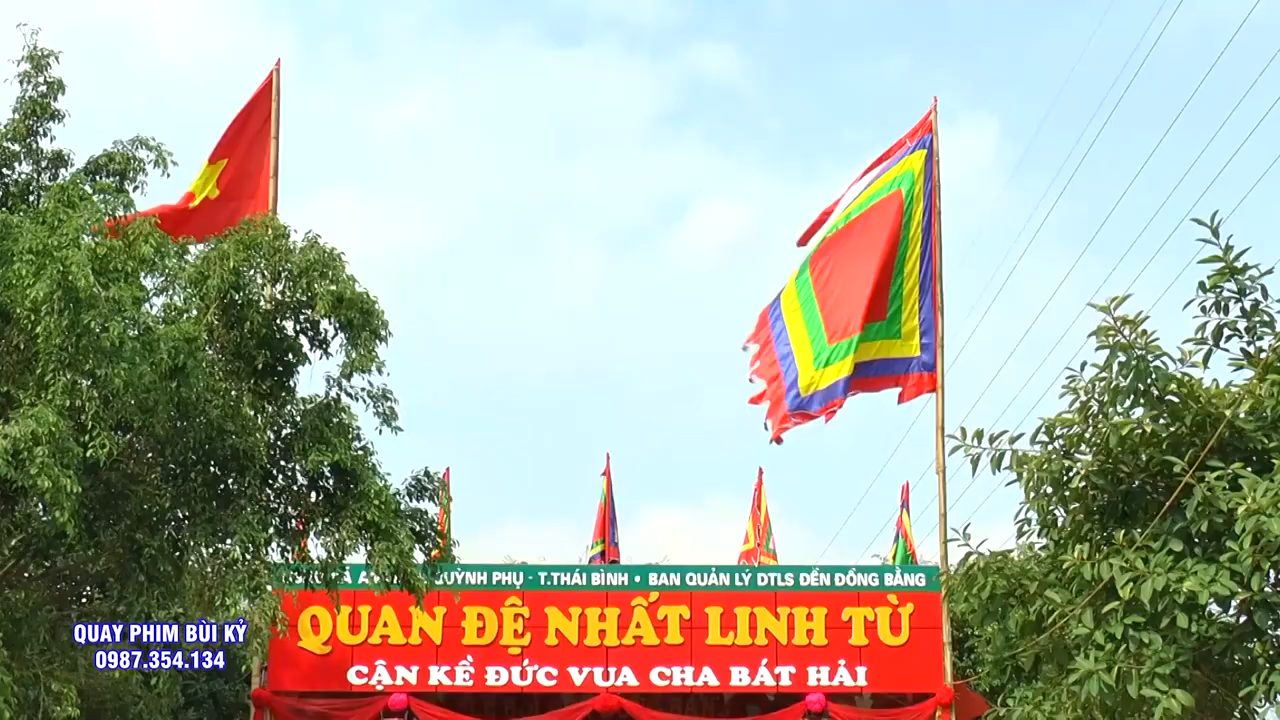 QUỲNH PHỤ - T.THÁI BÌNH • BAN QUẢN LÝ DTLS ĐỀN ĐỒNG BẰNG
QUAN ĐỆ NHẤT LINH TỪ
CẬN KỀ ĐỨC VUA CHA BÁT HẢI
QUAY PHIM BÙI KỶ
0987.354.134